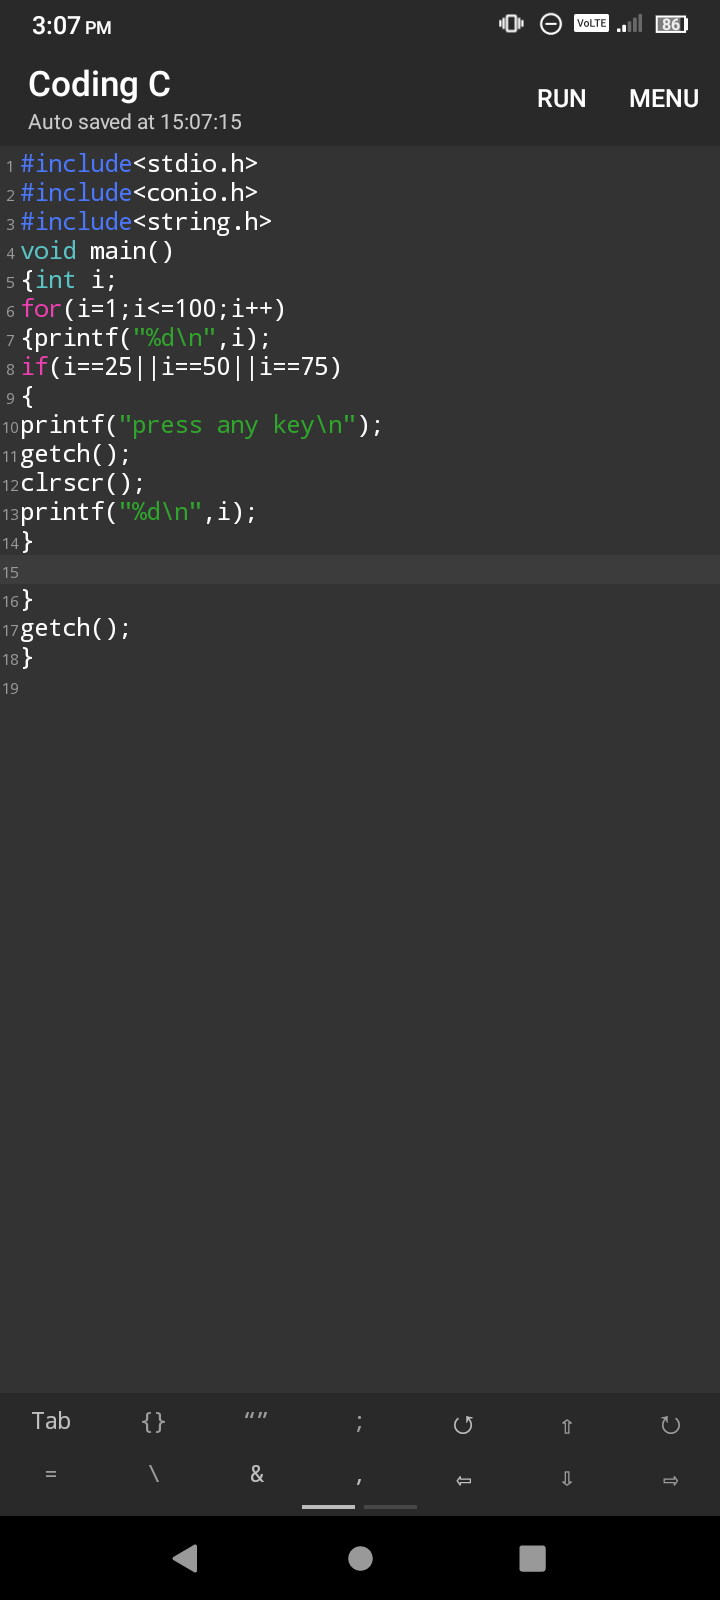 3:07 PM
VoLTE
86
Coding C
Auto saved at 15:07:15
RUN MENU
1 #include<stdio.h>
2 #include<conio.h>
3 #include<string.h>
4 void main()
5 {int i;
6 for(i=1;i<=100;i++)
7 {printf("%d\n",i);
8 if(i==25||i==50||i==75)
9 {
10 printf("press any key\n");
11 getch();
12 clrscr();
13 printf("%d\n",i);
14 }
15
16 }
17 getch();
18 }
19
Tab {} “” ; ↺ ⇧ ↻
= \ & , ⇦ ⇩ ⇨